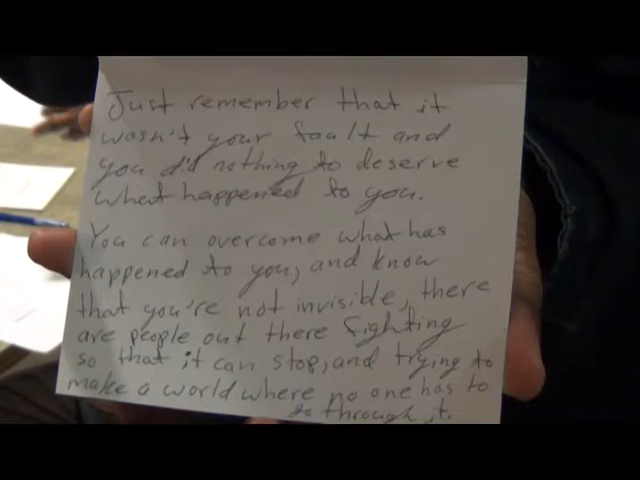 Just remember that it
wasn't your fault and
you did nothing to deserve
what happened to you.
You can overcome what has
happened to you, and know
that you're not invisible, there
are people out there fighting
so that it can stop, and trying to
make a world where no one has to
go through it.